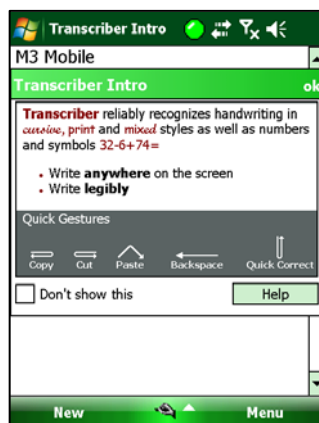 Transcriber Intro
M3 Mobile
Transcriber Intro ok
Transcriber reliably recognizes handwriting in
cursive, print and mixed styles as well as numbers
and symbols 32-6+74=
• Write anywhere on the screen
• Write legibly
Quick Gestures
Copy Cut Paste Backspace Quick Correct
Don't show this Help
New Menu